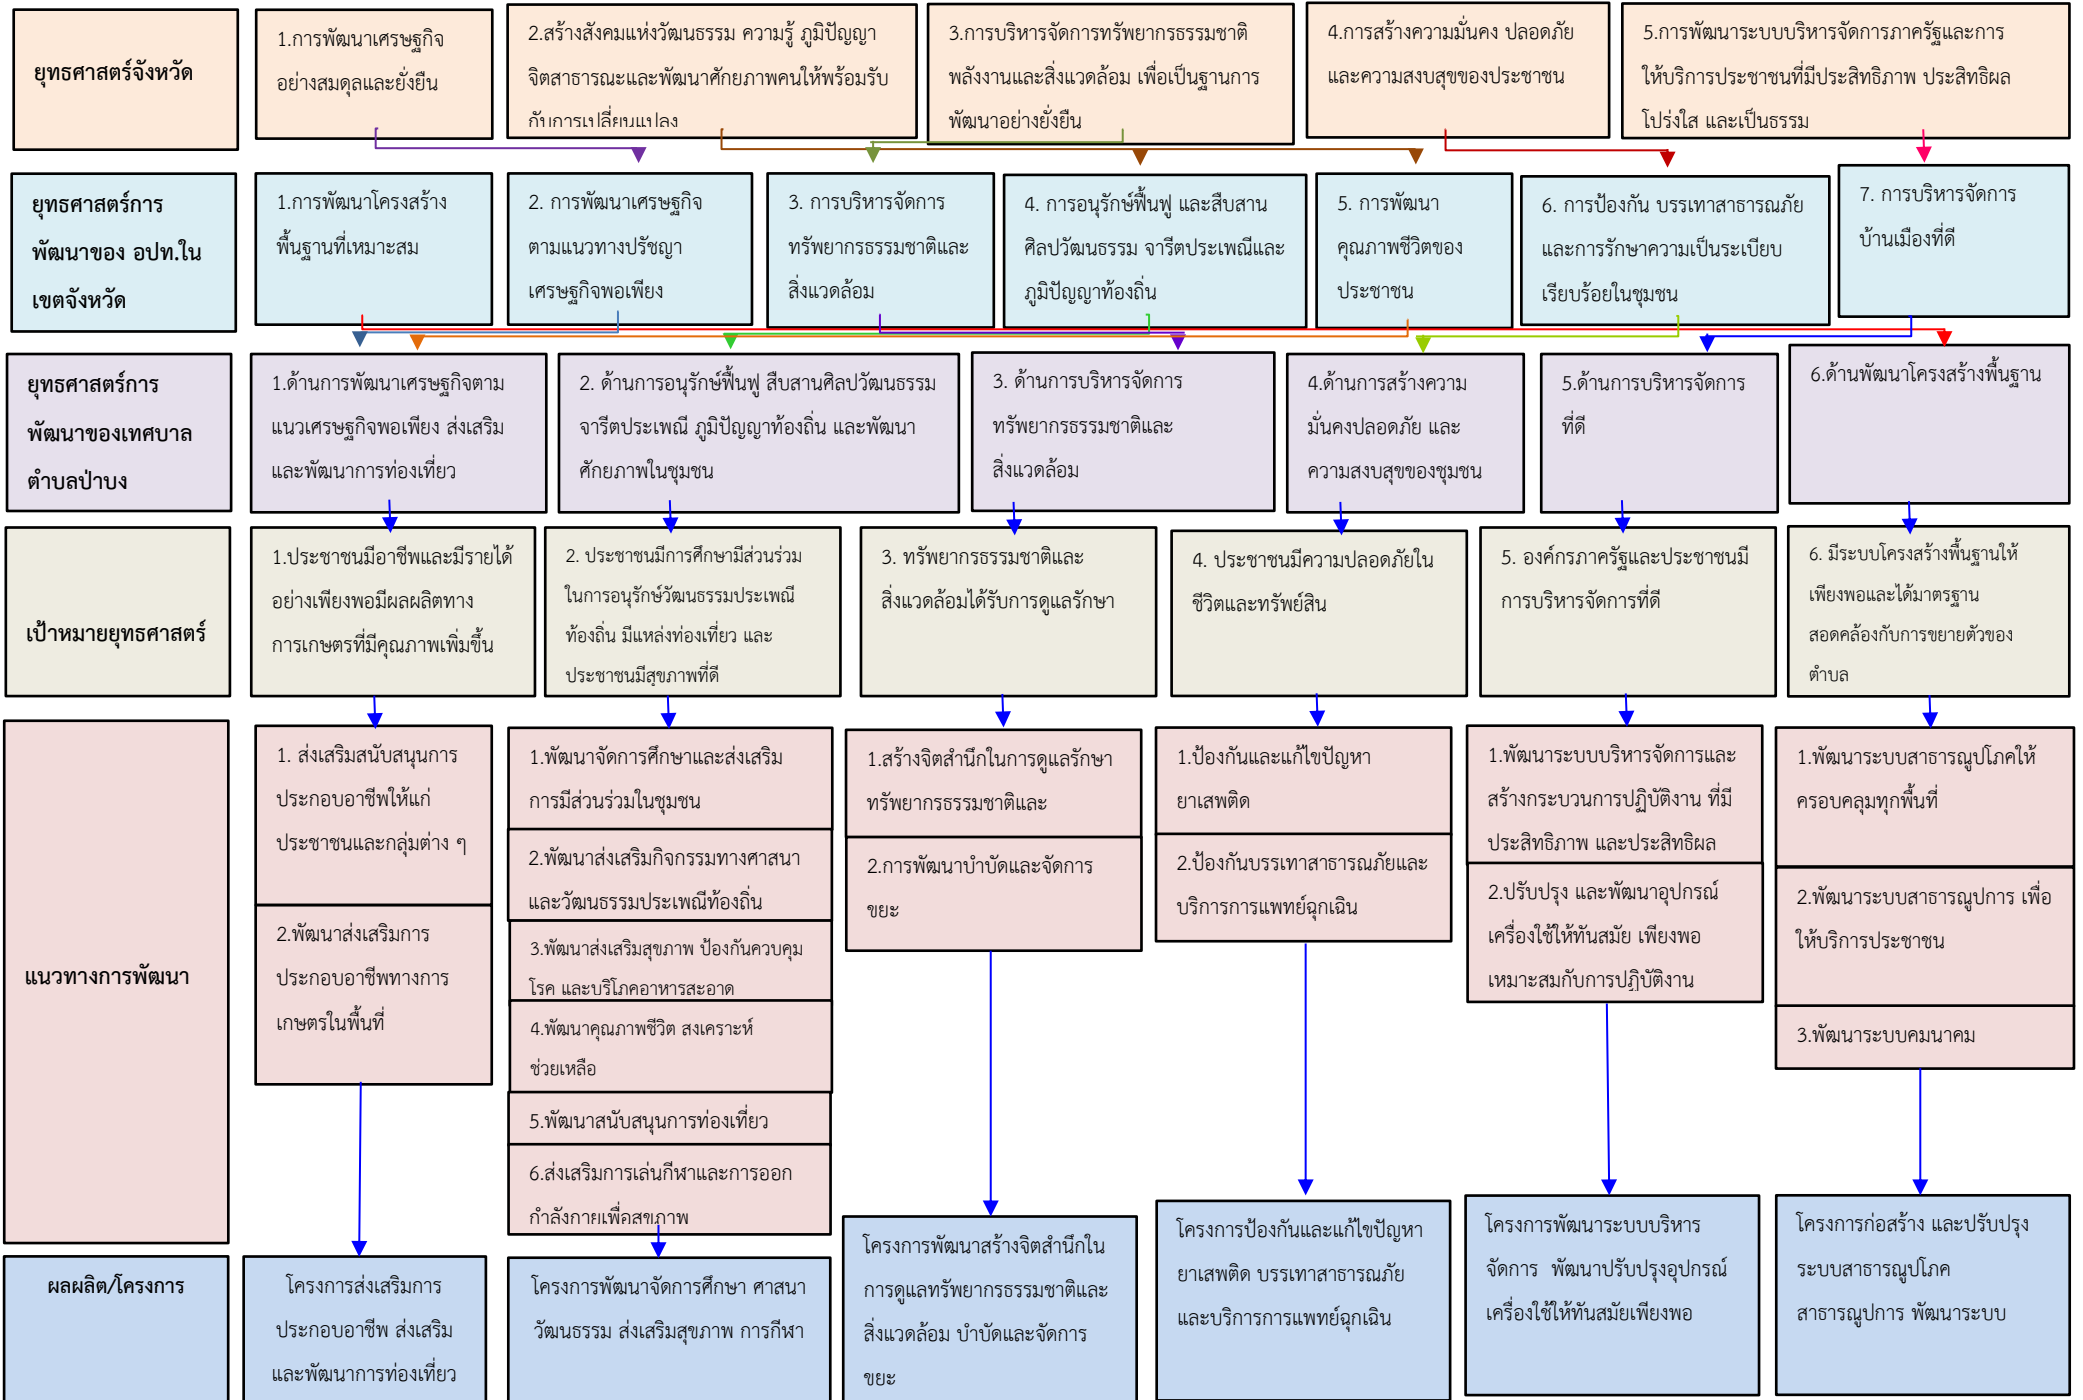 ยุทธศาสตร์จังหวัด
1.การพัฒนาเศรษฐกิจ
อย่างสมดุลและยั่งยืน
2.สร้างสังคมแห่งวัฒนธรรม ความรู้ ภูมิปัญญา
จิตสาธารณะและพัฒนาศักยภาพคนให้พร้อมรับ
กับการเปลี่ยนแปลง
3.การบริหารจัดการทรัพยากรธรรมชาติ
พลังงานและสิ่งแวดล้อม เพื่อเป็นฐานการ
พัฒนาอย่างยั่งยืน
4.การสร้างความมั่นคง ปลอดภัย
และความสงบสุขของประชาชน
5.การพัฒนาระบบบริหารจัดการภาครัฐและการ
ให้บริการประชาชนที่มีประสิทธิภาพ ประสิทธิผล
โปร่งใส และเป็นธรรม
ยุทธศาสตร์การ
พัฒนาของ อปท.ใน
เขตจังหวัด
1.การพัฒนาโครงสร้าง
พื้นฐานที่เหมาะสม
2. การพัฒนาเศรษฐกิจ
ตามแนวทางปรัชญา
เศรษฐกิจพอเพียง
3. การบริหารจัดการ
ทรัพยากรธรรมชาติและ
สิ่งแวดล้อม
4. การอนุรักษ์ฟื้นฟู และสืบสาน
ศิลปวัฒนธรรม จารีตประเพณีและ
ภูมิปัญญาท้องถิ่น
5. การพัฒนา
คุณภาพชีวิตของ
ประชาชน
6. การป้องกัน บรรเทาสาธารณภัย
และการรักษาความเป็นระเบียบ
เรียบร้อยในชุมชน
7. การบริหารจัดการ
บ้านเมืองที่ดี
ยุทธศาสตร์การ
พัฒนาของเทศบาล
ตำบลป่าบง
1.ด้านการพัฒนาเศรษฐกิจตาม
แนวเศรษฐกิจพอเพียง ส่งเสริม
และพัฒนาการท่องเที่ยว
2. ด้านการอนุรักษ์ฟื้นฟู สืบสานศิลปวัฒนธรรม
จารีตประเพณี ภูมิปัญญาท้องถิ่น และพัฒนา
ศักยภาพในชุมชน
3. ด้านการบริหารจัดการ
ทรัพยากรธรรมชาติและ
สิ่งแวดล้อม
4.ด้านการสร้างความ
มั่นคงปลอดภัย และ
ความสงบสุขของชุมชน
5.ด้านการบริหารจัดการ
ที่ดี
6.ด้านพัฒนาโครงสร้างพื้นฐาน
เป้าหมายยุทธศาสตร์
1.ประชาชนมีอาชีพและมีรายได้
อย่างเพียงพอมีผลผลิตทาง
การเกษตรที่มีคุณภาพเพิ่มขึ้น
2. ประชาชนมีการศึกษามีส่วนร่วม
ในการอนุรักษ์วัฒนธรรมประเพณี
ท้องถิ่น มีแหล่งท่องเที่ยว และ
ประชาชนมีสุขภาพที่ดี
3. ทรัพยากรธรรมชาติและ
สิ่งแวดล้อมได้รับการดูแลรักษา
4. ประชาชนมีความปลอดภัยใน
ชีวิตและทรัพย์สิน
5. องค์กรภาครัฐและประชาชนมี
การบริหารจัดการที่ดี
6. มีระบบโครงสร้างพื้นฐานให้
เพียงพอและได้มาตรฐาน
สอดคล้องกับการขยายตัวของ
ตำบล
แนวทางการพัฒนา
1. ส่งเสริมสนับสนุนการ
ประกอบอาชีพให้แก่
ประชาชนและกลุ่มต่าง ๆ
2.พัฒนาส่งเสริมการ
ประกอบอาชีพทางการ
เกษตรในพื้นที่
1.พัฒนาจัดการศึกษาและส่งเสริม
การมีส่วนร่วมในชุมชน
2.พัฒนาส่งเสริมกิจกรรมทางศาสนา
และวัฒนธรรมประเพณีท้องถิ่น
3.พัฒนาส่งเสริมสุขภาพ ป้องกันควบคุม
โรค และบริโภคอาหารสะอาด
4.พัฒนาคุณภาพชีวิต สงเคราะห์
ช่วยเหลือ
5.พัฒนาสนับสนุนการท่องเที่ยว
6.ส่งเสริมการเล่นกีฬาและการออก
กำลังกายเพื่อสุขภาพ
1.สร้างจิตสำนึกในการดูแลรักษา
ทรัพยากรธรรมชาติและ
2.การพัฒนาบำบัดและจัดการ
ขยะ
1.ป้องกันและแก้ไขปัญหา
ยาเสพติด
2.ป้องกันบรรเทาสาธารณภัยและ
บริการการแพทย์ฉุกเฉิน
1.พัฒนาระบบบริหารจัดการและ
สร้างกระบวนการปฏิบัติงาน ที่มี
ประสิทธิภาพ และประสิทธิผล
2.ปรับปรุง และพัฒนาอุปกรณ์
เครื่องใช้ให้ทันสมัย เพียงพอ
เหมาะสมกับการปฏิบัติงาน
1.พัฒนาระบบสาธารณูปโภคให้
ครอบคลุมทุกพื้นที่
2.พัฒนาระบบสาธารณูปการ เพื่อ
ให้บริการประชาชน
3.พัฒนาระบบคมนาคม
ผลผลิต/โครงการ
โครงการส่งเสริมการ
ประกอบอาชีพ ส่งเสริม
และพัฒนาการท่องเที่ยว
โครงการพัฒนาจัดการศึกษา ศาสนา
วัฒนธรรม ส่งเสริมสุขภาพ การกีฬา
โครงการพัฒนาสร้างจิตสำนึกใน
การดูแลทรัพยากรธรรมชาติและ
สิ่งแวดล้อม บำบัดและจัดการ
ขยะ
โครงการป้องกันและแก้ไขปัญหา
ยาเสพติด บรรเทาสาธารณภัย
และบริการการแพทย์ฉุกเฉิน
โครงการพัฒนาระบบบริหาร
จัดการ พัฒนาปรับปรุงอุปกรณ์
เครื่องใช้ให้ทันสมัยเพียงพอ
โครงการก่อสร้าง และปรับปรุง
ระบบสาธารณูปโภค
สาธารณูปการ พัฒนาระบบ